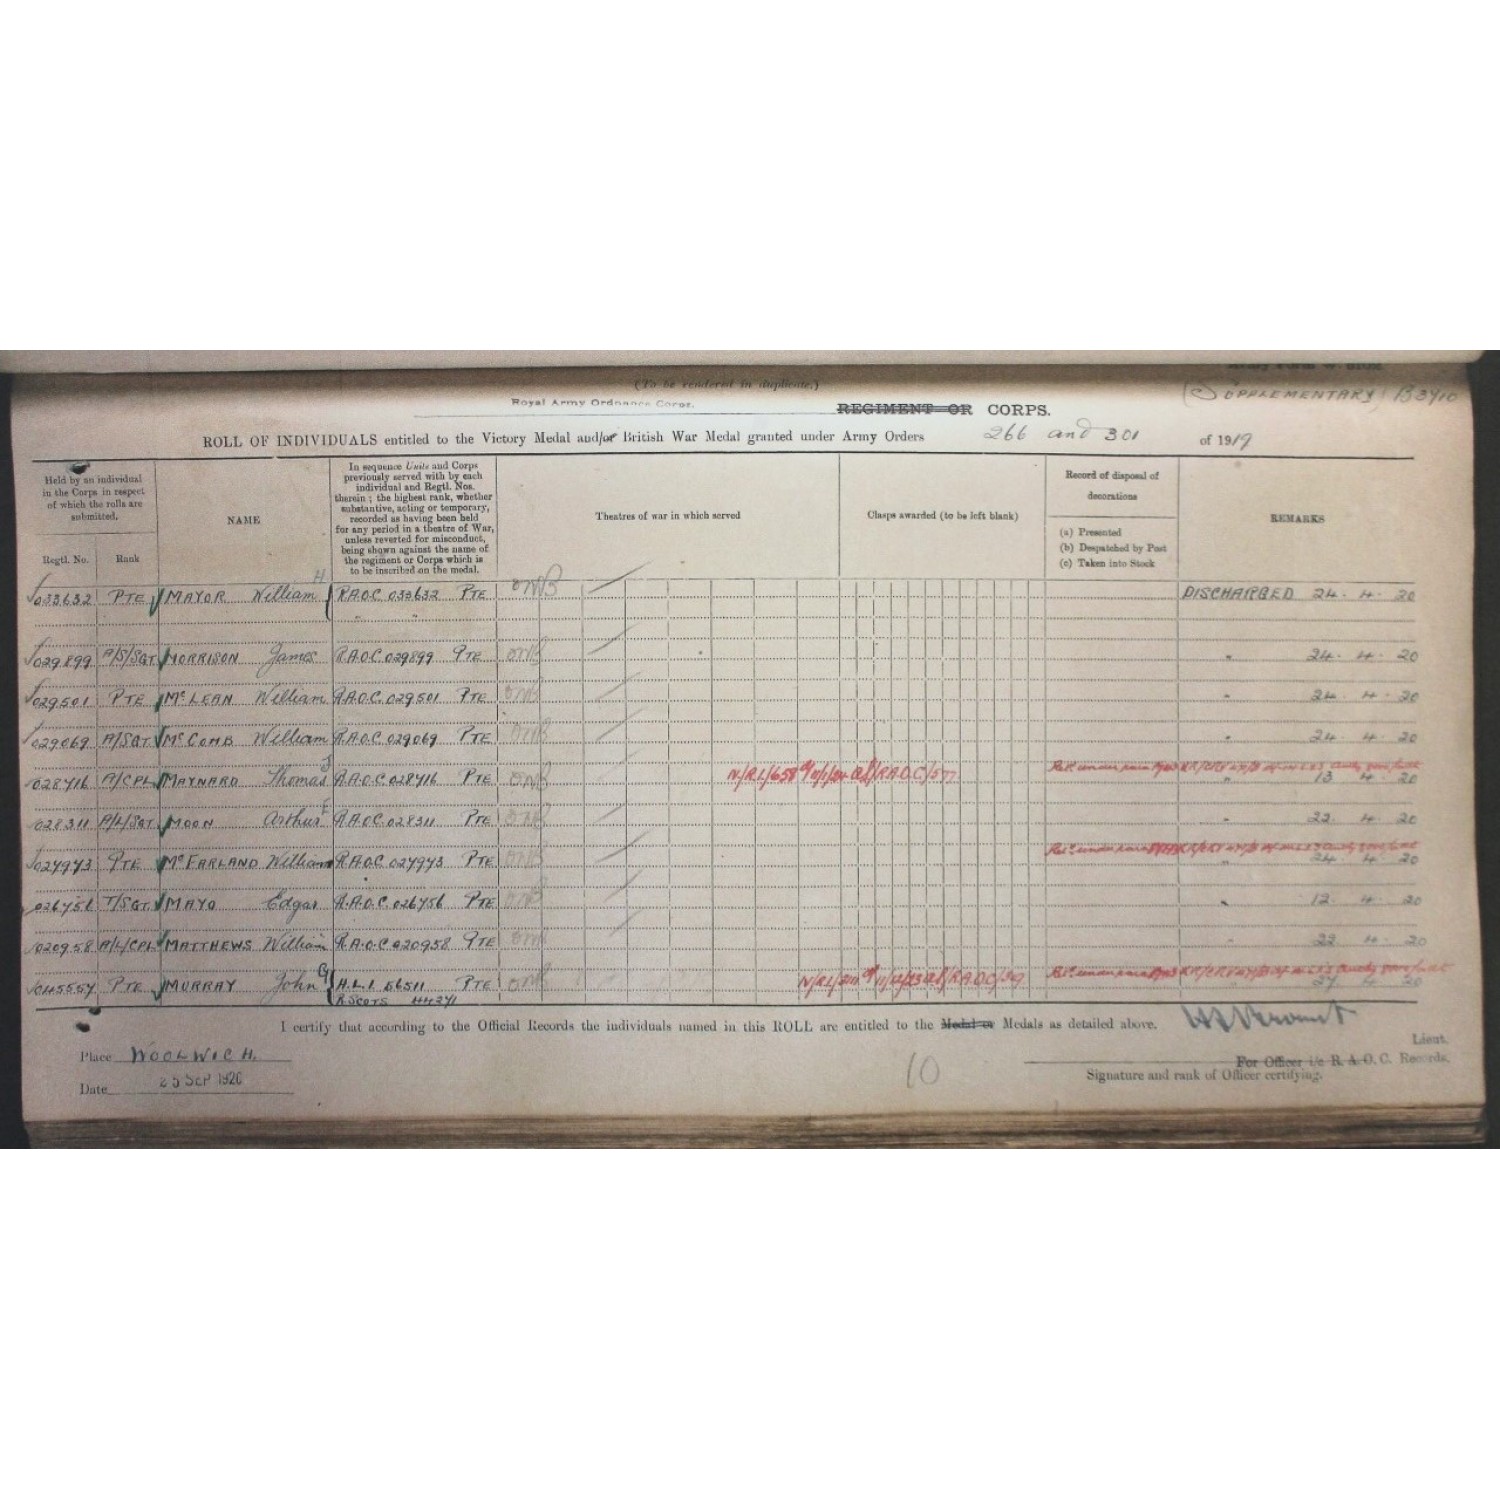 (To be rendered in duplicate.)
(SUPPLEMENTARY) B3410
Royal Army Ordnance Corps.
REGIMENT OR CORPS.
ROLL OF INDIVIDUALS entitled to the Victory Medal and/or British War Medal granted under Army Orders 266 and 301 of 1919
Held by an individual
in the Corps in respect
of which the rolls are
submitted.
Regtl. No. Rank
NAME
In sequence Units and Corps
previously served with by each
individual and Regtl. Nos.
therein; the highest rank, whether
substantive, acting or temporary,
recorded as having been held
for any period in a theatre of War,
unless reverted for misconduct,
being shown against the name of
the regiment or Corps which is
to be inscribed on the medal.
Theatres of war in which served
Clasps awarded (to be left blank)
Record of disposal of
decorations
(a) Presented
(b) Despatched by Post
(c) Taken into Stock
REMARKS
033632 PTE MAYOR William H R.A.O.C 033632 PTE DISCHARGED 24. 4. 20
" "
029899 A/S/SGT MORRISON James R.A.O.C 029899 PTE " 24. 4. 20
029501 PTE McLEAN William R.A.O.C. 029501 PTE " 24. 4. 20
029069 A/SGT McCOMB William R.A.O.C 029069 PTE " 24. 4. 20
028716 A/CPL MAYNARD Thomas J R.A.O.C 028716 PTE N/R.L/658 R.A.O.C/577 " 13 4. 20
028311 A/L/SGT MOON Arthur E R.A.O.C 028311 PTE " 22. 4. 20
027973 PTE McFARLAND William R.A.O.C. 027973 PTE " 24. 4. 20
026756 T/SGT MAYO Edgar R.A.O.C. 026756 PTE " 12. 4. 20
020958 A/L/CPL MATTHEWS William R.A.O.C 020958 PTE " 22 4. 20
045557 PTE MURRAY John G H.L.I 56511 PTE 27 4 20
R SCOTS 44271
I certify that according to the Official Records the individuals named in this ROLL are entitled to the Medal or Medals as detailed above.
Place WOOLWICH.
Date 25 SEP 1920
10
Lieut.
For Officer i/c R. A. O. C. Records.
Signature and rank of Officer certifying.